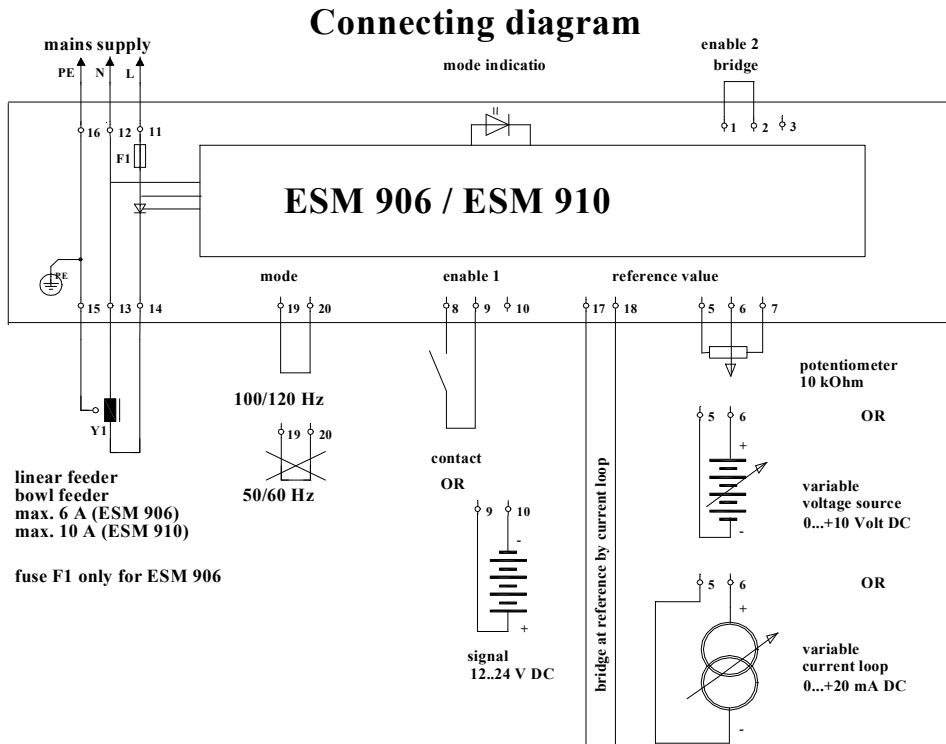 Connecting diagram
mains supply
PE N L
mode indicatio
enable 2
bridge
16 12 11
1 2 3
F1
ESM 906 / ESM 910
PE
mode
enable 1
reference value
15 13 14
19 20
8 9 10
17 18
5 6 7
potentiometer
10 kOhm
100/120 Hz
Y1
19 20
50/60 Hz
contact
OR
5 6
OR
+
-
variable
voltage source
0...+10 Volt DC
linear feeder
bowl feeder
max. 6 A (ESM 906)
max. 10 A (ESM 910)
fuse F1 only for ESM 906
9 10
-
+
signal
12..24 V DC
bridge at reference by current loop
5 6
OR
+
-
variable
current loop
0...+20 mA DC